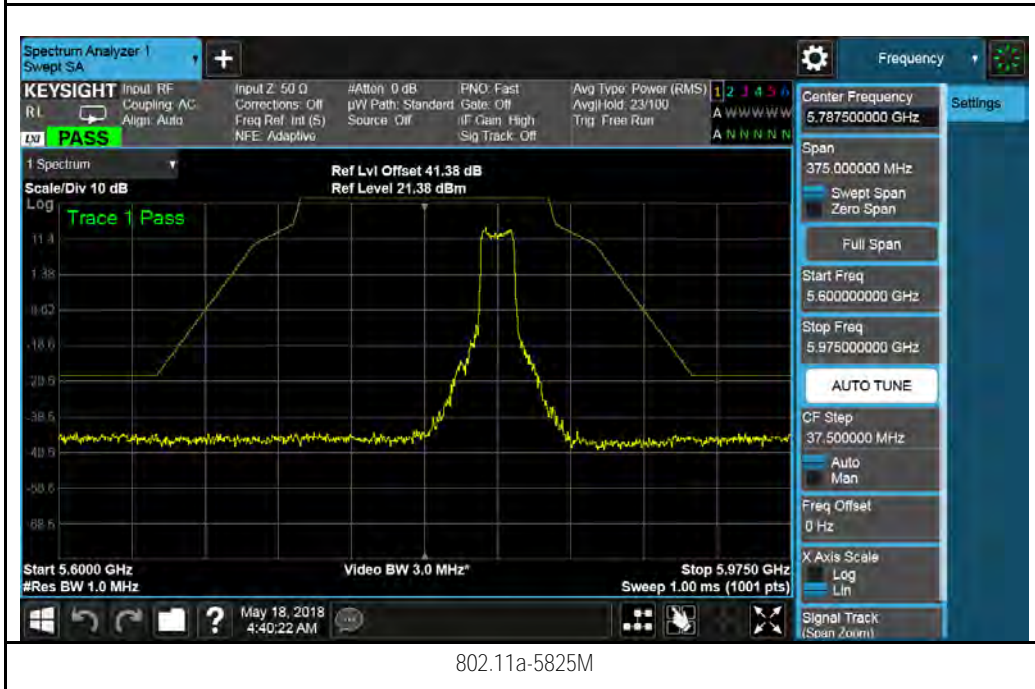 Spectrum Analyzer 1
Swept SA
Frequency
KEYSIGHT
Input: RF
Coupling: AC
Align: Auto
RL
LXI
PASS
Input Z: 50 Ω
Corrections: Off
Freq Ref: Int (S)
NFE: Adaptive
#Atten: 0 dB
µW Path: Standard
Source: Off
PNO: Fast
Gate: Off
IF Gain: High
Sig Track: Off
Avg Type: Power (RMS)
Avg|Hold: 23/100
Trig: Free Run
1 2 3 4 5 6
A W W W W W
A N N N N N
Center Frequency
5.787500000 GHz
Settings
Span
375.000000 MHz
Swept Span
Zero Span
Full Span
Start Freq
5.600000000 GHz
Stop Freq
5.975000000 GHz
AUTO TUNE
CF Step
37.500000 MHz
Auto
Man
Freq Offset
0 Hz
X Axis Scale
Log
Lin
Signal Track
(Span Zoom)
1 Spectrum
Scale/Div 10 dB
Ref Lvl Offset 41.38 dB
Ref Level 21.38 dBm
Log
Trace 1 Pass
11.4
1.38
-8.62
-18.6
-38.6
-58.6
-68.6
Start 5.6000 GHz
#Res BW 1.0 MHz
Video BW 3.0 MHz*
Stop 5.9750 GHz
Sweep 1.00 ms (1001 pts)
?
May 18, 2018
4:40:22 AM
802.11a-5825M